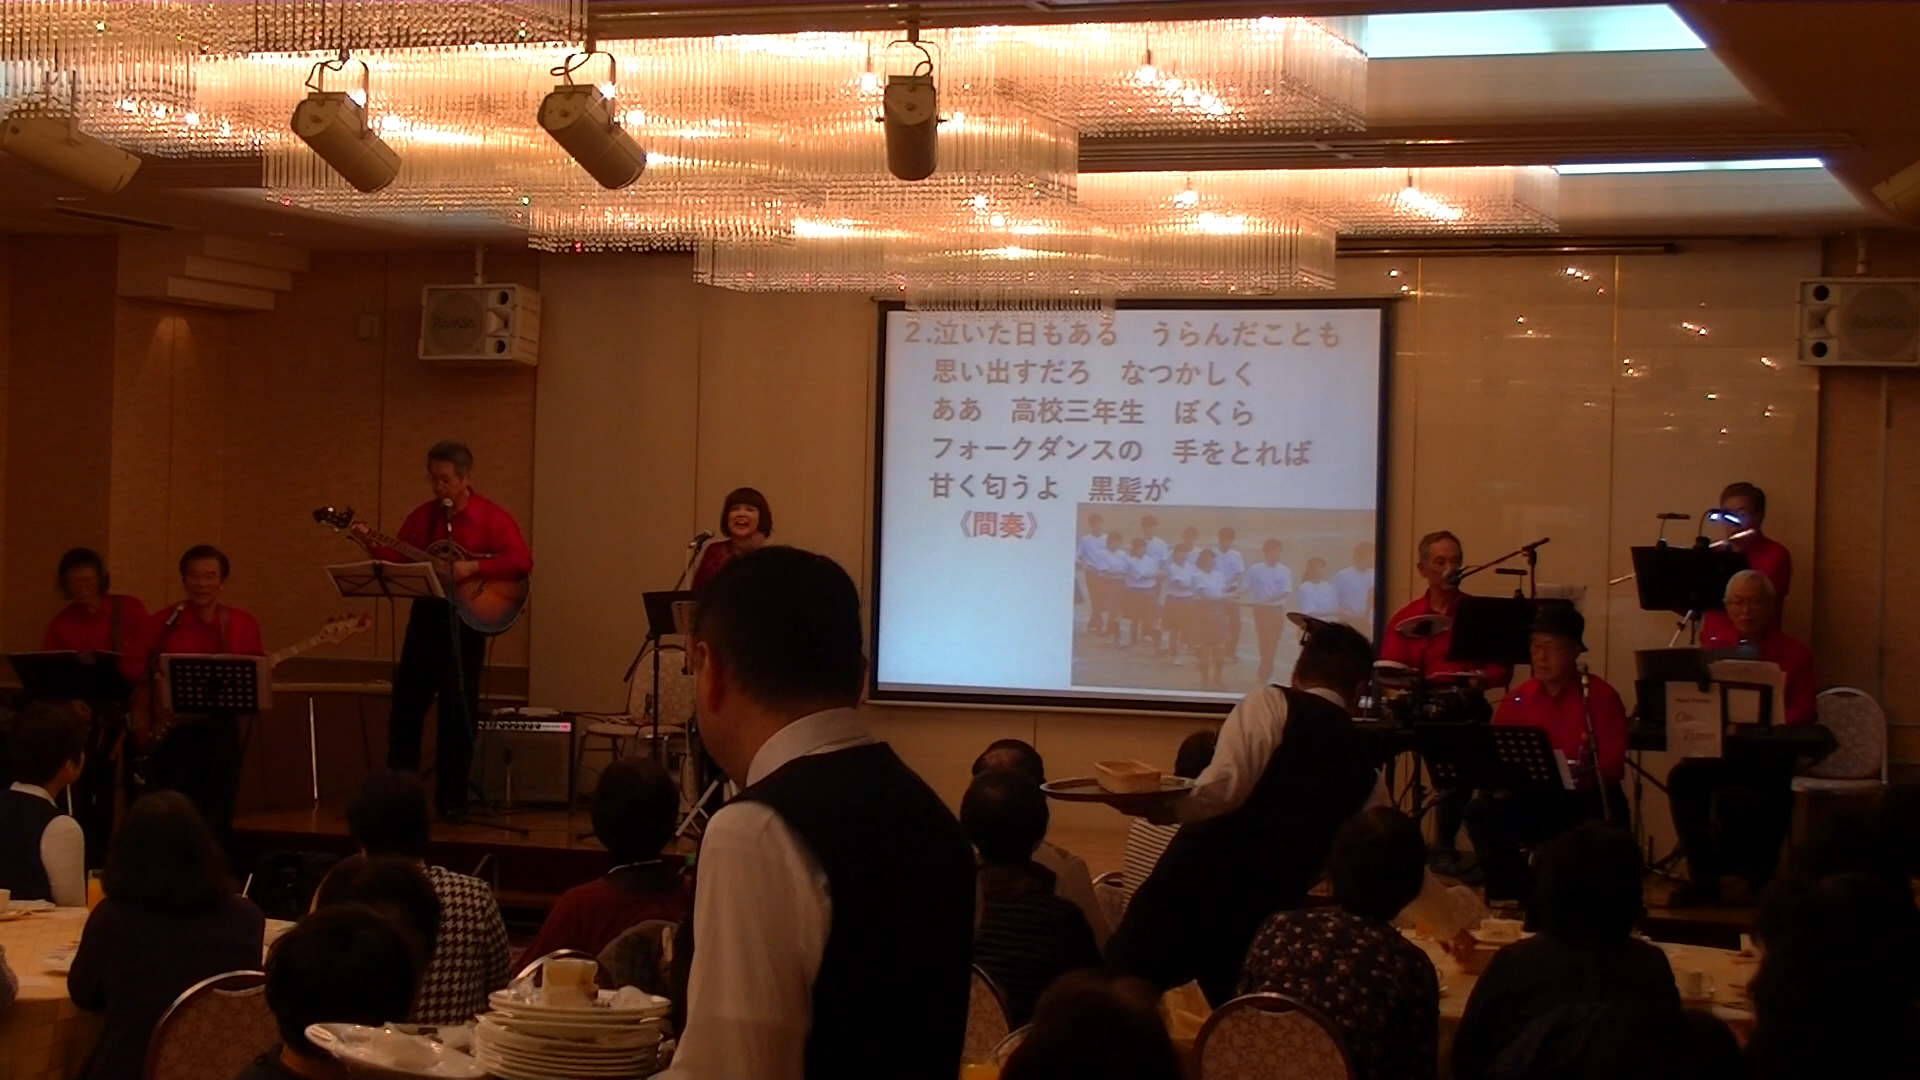 2.泣いた日もある　うらんだことも
思い出すだろ　なつかしく
ああ　高校三年生　ぼくら
フォークダンスの　手をとれば
甘く匂うよ　黒髪が
《間奏》
RAMSA
RAMSA